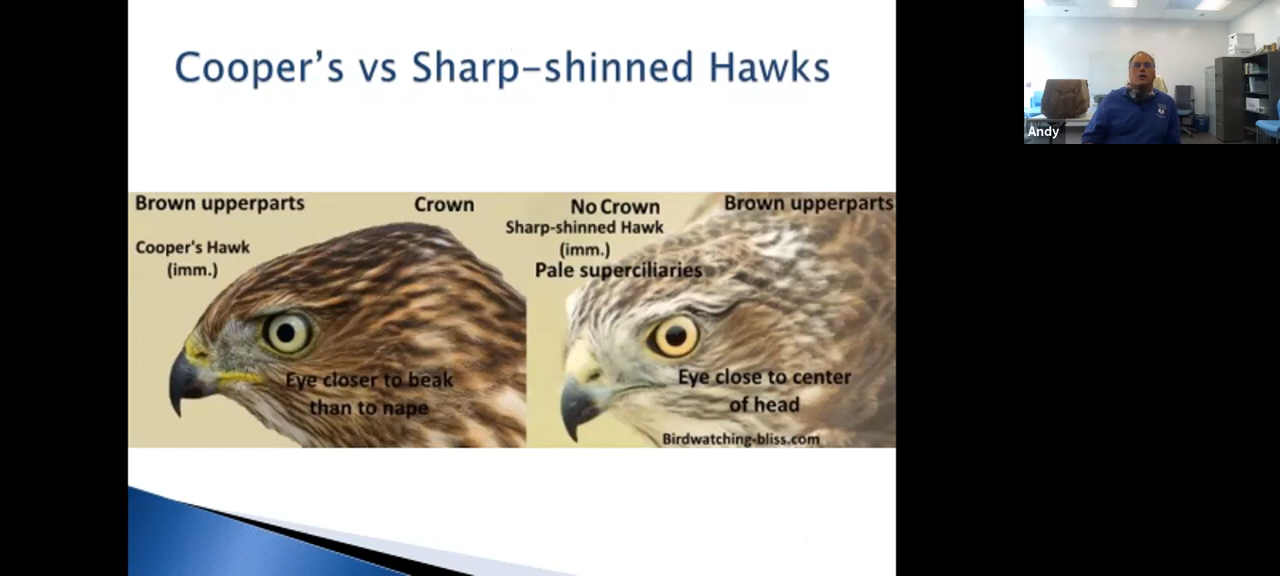 Cooper's vs Sharp-shinned Hawks
Brown upperparts
Crown
Cooper's Hawk
(imm.)
Eye closer to beak
than to nape
No Crown
Brown upperparts
Sharp-shinned Hawk
(imm.)
Pale superciliaries
Eye close to center
of head
Birdwatching-bliss.com
Andy